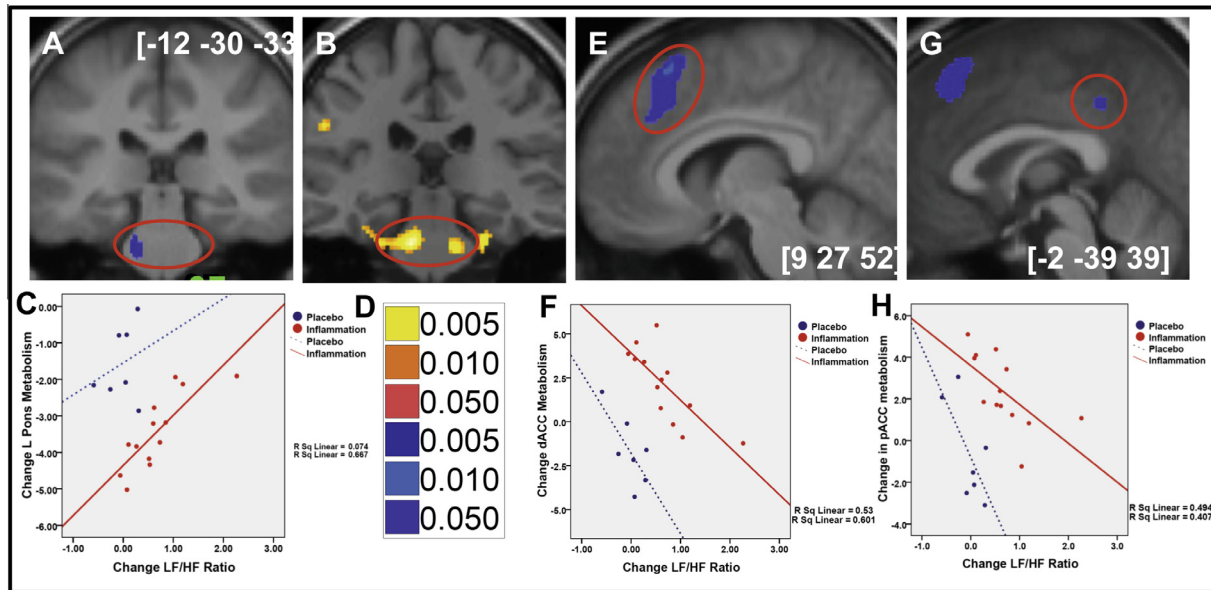 A
[-12 -30 -33
B
E
[9 27 52]
G
[-2 -39 39]
C
Change L Pons Metabolism
.00
-1.00
-2.00
-3.00
-4.00
-5.00
-6.00
-1.00 0.00 1.00 2.00 3.00
Change LF/HF Ratio
Placebo
Inflammation
Placebo
Inflammation
R Sq Linear = 0.074
R Sq Linear = 0.667
D
0.005
0.010
0.050
0.005
0.010
0.050
F
Change dACC Metabolism
5.0
2.5
0.0
-2.5
-5.0
-1.0 0.0 1.0 2.0 3.0
Change LF/HF Ratio
Placebo
Inflammation
Placebo
Inflammation
R Sq Linear = 0.53
R Sq Linear = 0.601
H
Change in pACC metabolism
6.0
4.0
2.0
0.0
-2.0
-4.0
-1.0 0.0 1.0 2.0 3.0
Change LF/HF Ratio
Placebo
Inflammation
Placebo
Inflammation
R Sq Linear = 0.494
R Sq Linear = 0.407